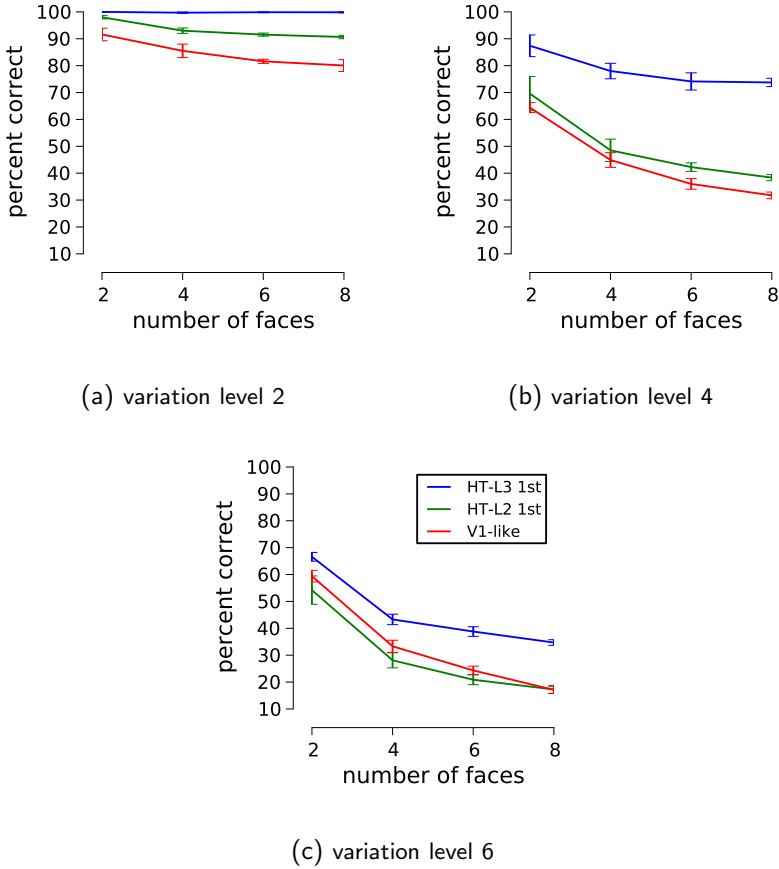 100
90
80
70
60
50
40
30
20
10
percent correct
2 4 6 8
number of faces
(a) variation level 2
100
90
80
70
60
50
40
30
20
10
percent correct
2 4 6 8
number of faces
(b) variation level 4
100
90
80
70
60
50
40
30
20
10
percent correct
HT-L3 1st
HT-L2 1st
V1-like
2 4 6 8
number of faces
(c) variation level 6